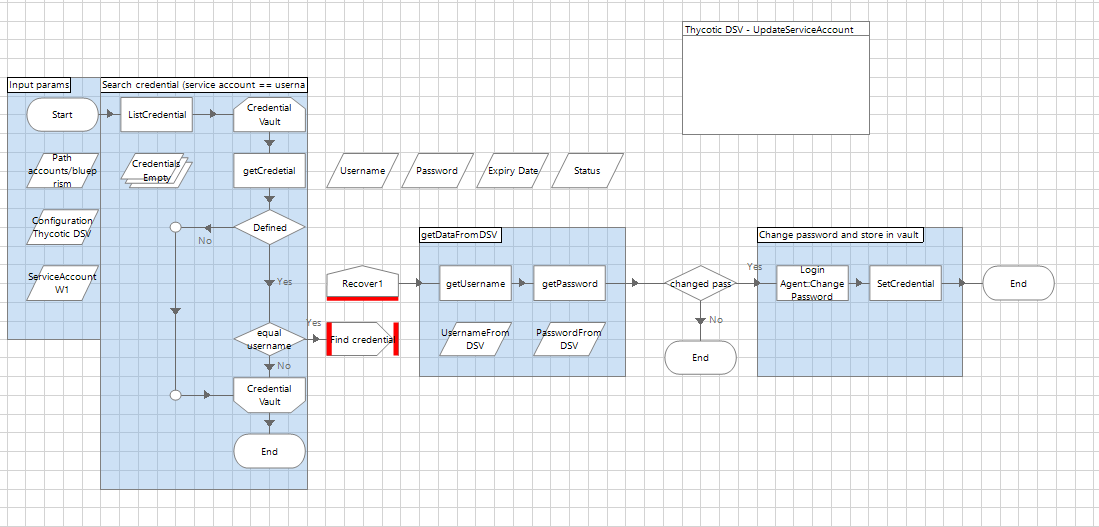 Thycotic DSV - UpdateServiceAccount
Input params
Search credential (service account == userna
Start
ListCredential
Credential
Vault
Path
accounts/bluep
rism
Credentials
Empty
getCredetial
Username
Password
Expiry Date
Status
Configuration
Thycotic DSV
Defined
No
getDataFromDSV
Change password and store in vault
ServiceAccount
W1
Yes
Recover1
getUsername
getPassword
changed pass
Yes
Login
Agent::Change
Password
SetCredential
End
equal
username
Yes
Find credential
UsernameFrom
DSV
PasswordFrom
DSV
No
End
No
Credential
Vault
End